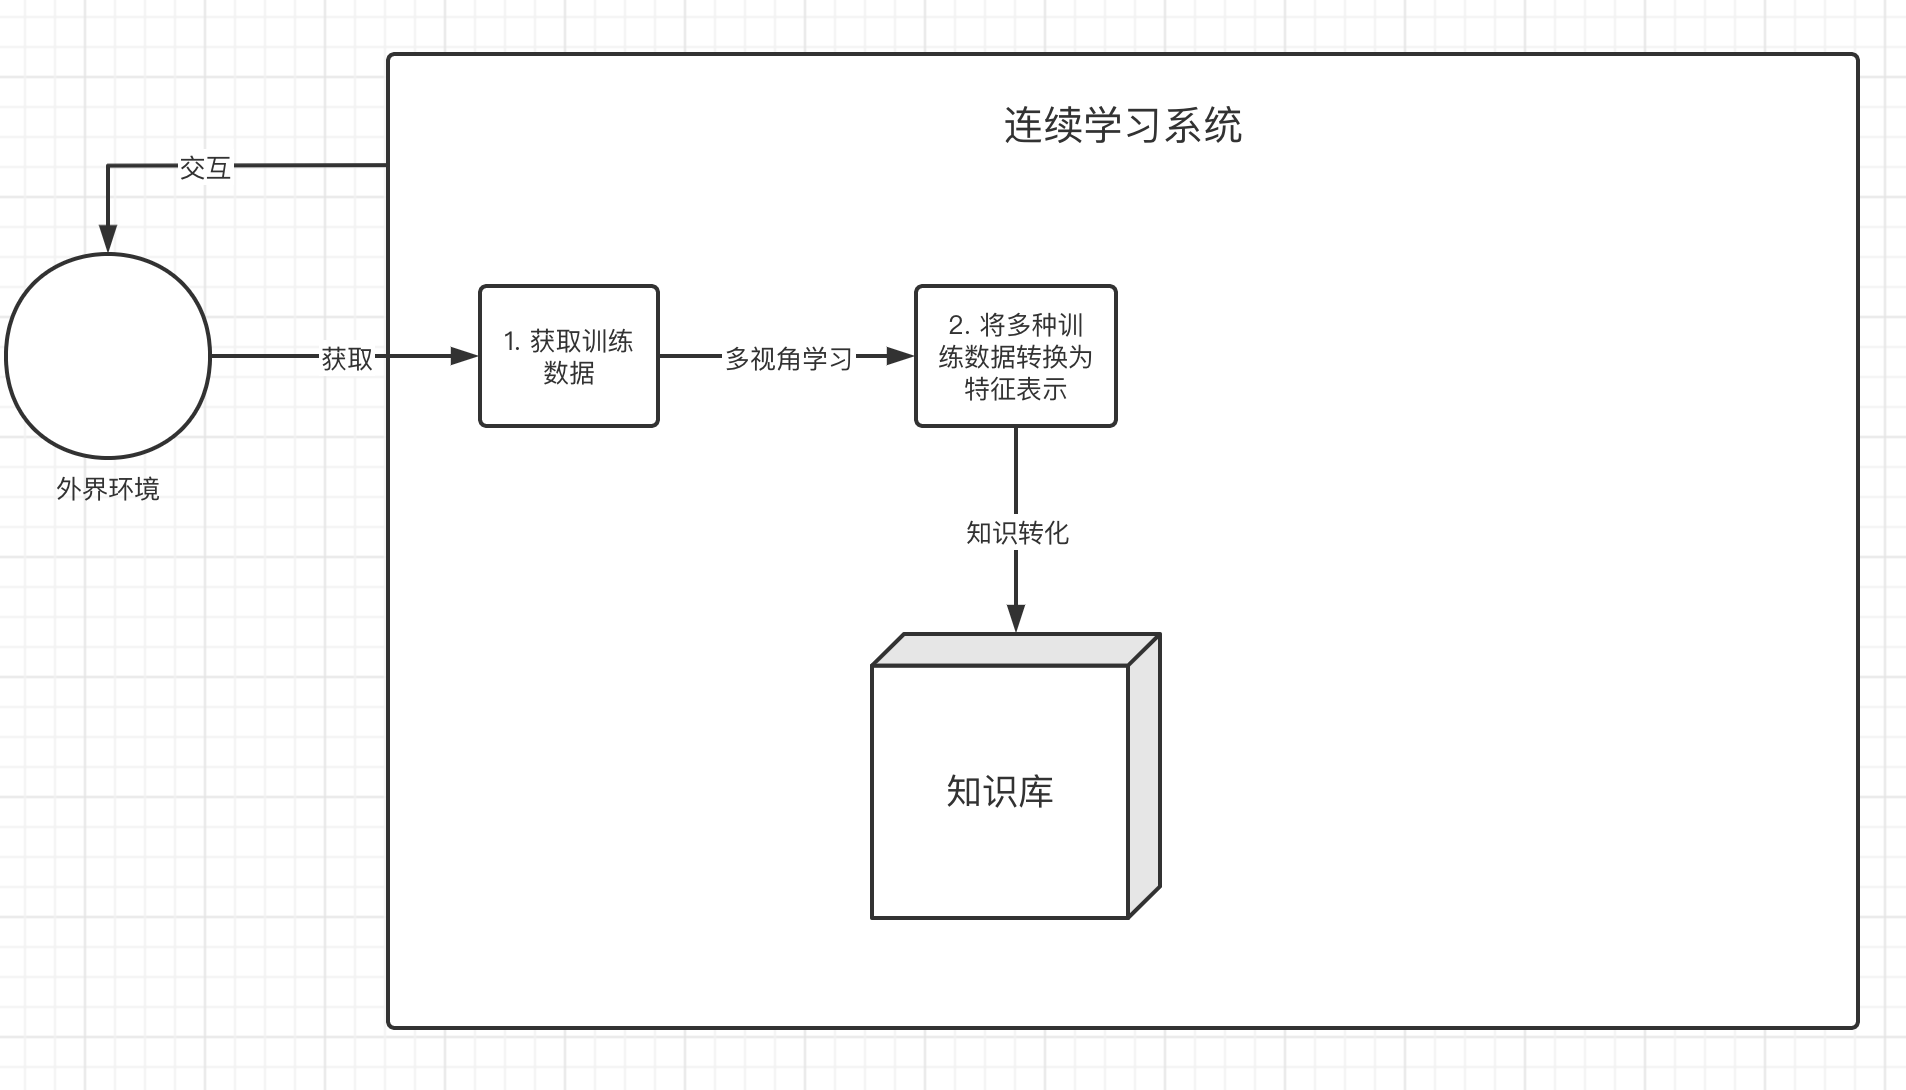 连续学习系统
交互
获取
1. 获取训练
数据
多视角学习
2. 将多种训
练数据转换为
特征表示
外界环境
知识转化
知识库